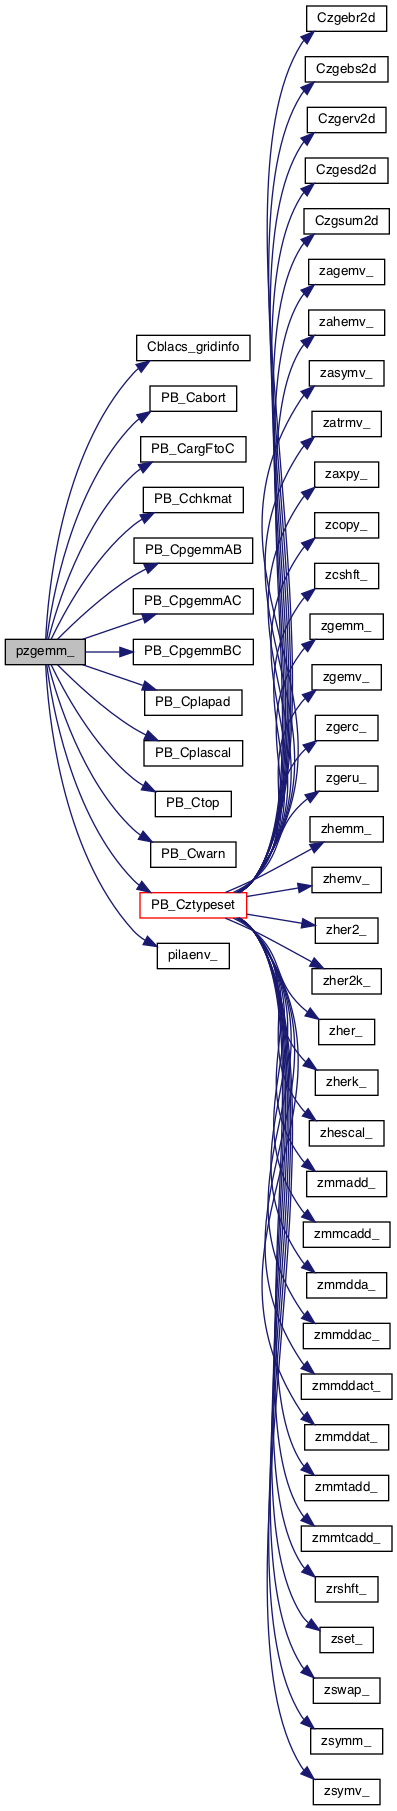 pzgemm_
Cblacs_gridinfo
PB_Cabort
PB_CargFtoC
PB_Cchkmat
PB_CpgemmAB
PB_CpgemmAC
PB_CpgemmBC
PB_Cplapad
PB_Cplascal
PB_Ctop
PB_Cwarn
PB_Cztypeset
pilaenv_
Czgebr2d
Czgebs2d
Czgerv2d
Czgesd2d
Czgsum2d
zagemv_
zahemv_
zasymv_
zatrmv_
zaxpy_
zcopy_
zcshft_
zgemm_
zgemv_
zgerc_
zgeru_
zhemm_
zhemv_
zher2_
zher2k_
zher_
zherk_
zhescal_
zmmadd_
zmmcadd_
zmmdda_
zmmddac_
zmmddact_
zmmddat_
zmmtadd_
zmmtcadd_
zrshft_
zset_
zswap_
zsymm_
zsymv_